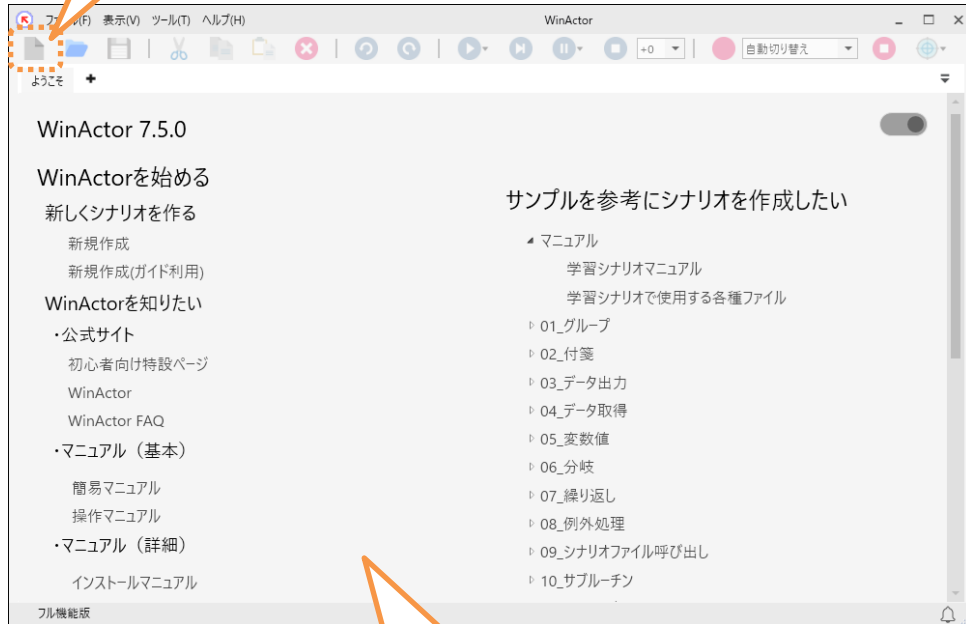 ファイル(F) 表示(V) ツール(T) ヘルプ(H)
WinActor
+0
自動切り替え
ようこそ
WinActor 7.5.0
WinActorを始める
新しくシナリオを作る
新規作成
新規作成(ガイド利用)
WinActorを知りたい
・公式サイト
初心者向け特設ページ
WinActor
WinActor FAQ
・マニュアル（基本）
簡易マニュアル
操作マニュアル
・マニュアル（詳細）
インストールマニュアル
サンプルを参考にシナリオを作成したい
マニュアル
学習シナリオマニュアル
学習シナリオで使用する各種ファイル
01_グループ
02_付箋
03_データ出力
04_データ取得
05_変数値
06_分岐
07_繰り返し
08_例外処理
09_シナリオファイル呼び出し
10_サブルーチン
フル機能版